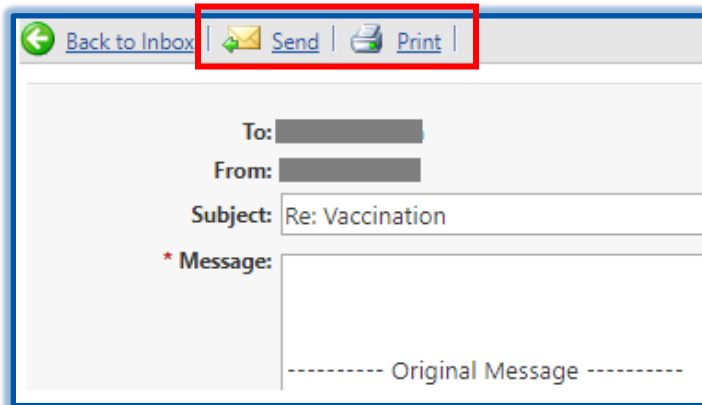 Back to Inbox | Send | Print |
To:
From:
Subject: Re: Vaccination
* Message:
---------- Original Message ----------